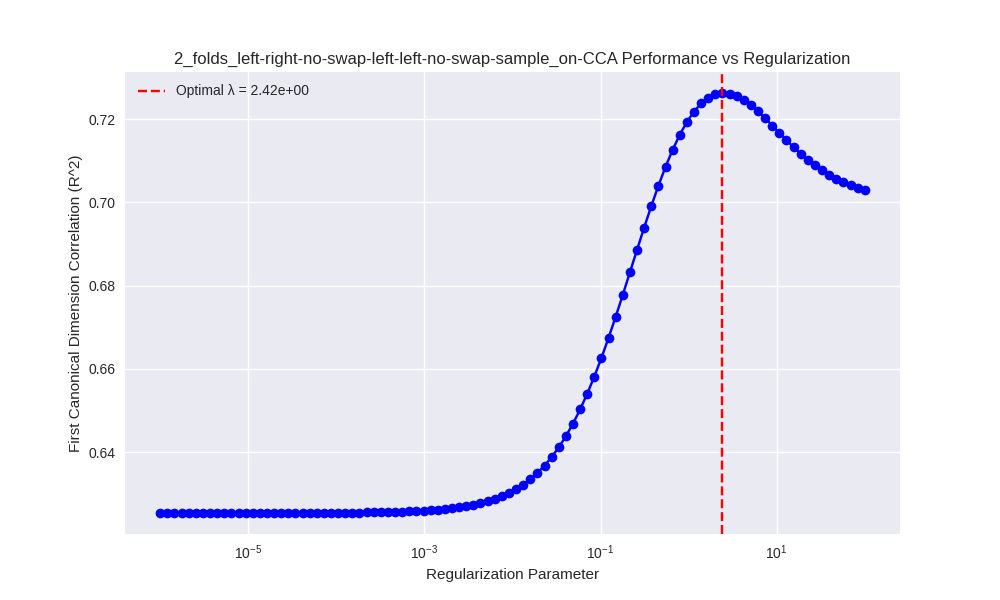 2_folds_left-right-no-swap-left-left-no-swap-sample_on-CCA Performance vs Regularization
Optimal λ = 2.42e+00
First Canonical Dimension Correlation (R^2)
0.72
0.70
0.68
0.66
0.64
10⁻⁵
10⁻³
10⁻¹
10¹
Regularization Parameter